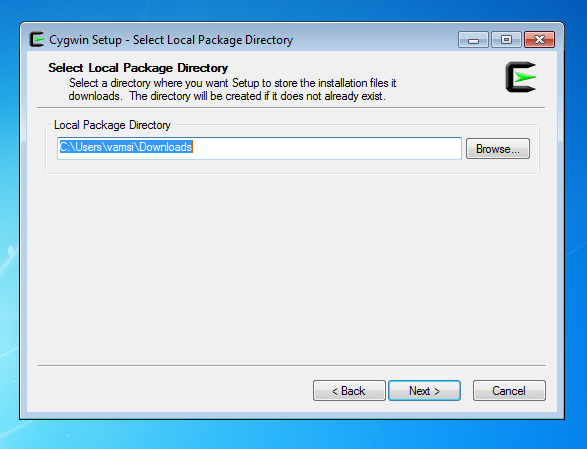 Cygwin Setup - Select Local Package Directory
Select Local Package Directory
Select a directory where you want Setup to store the installation files it
downloads. The directory will be created if it does not already exist.
Local Package Directory
C:\Users\vamsi\Downloads
Browse...
< Back
Next >
Cancel